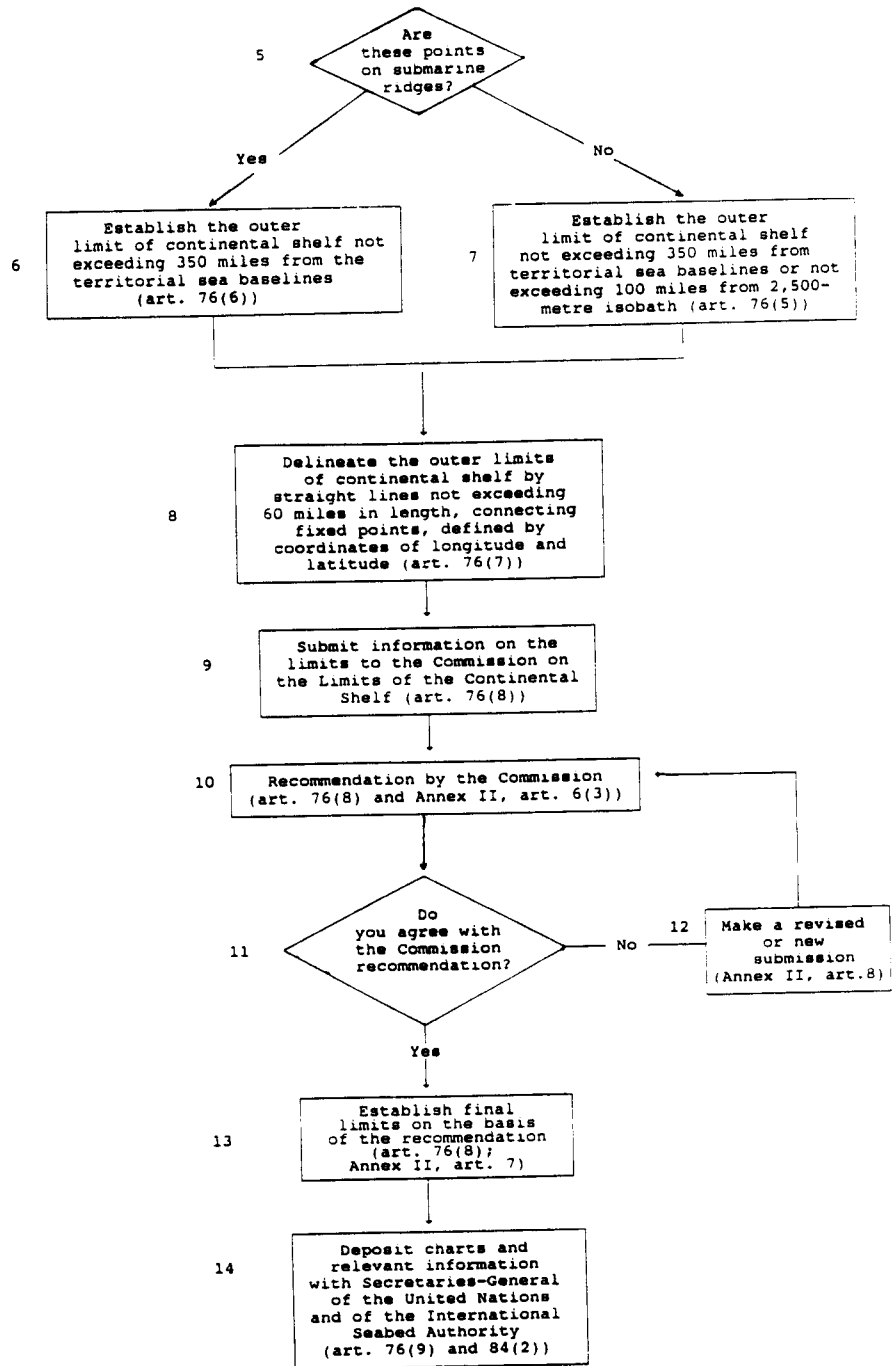 5
Are
these points
on submarine
ridges?
Yes
No
6
Establish the outer
limit of continental shelf not
exceeding 350 miles from the
territorial sea baselines
(art. 76(6))
7
Establish the outer
limit of continental shelf
not exceeding 350 miles from
territorial sea baselines or not
exceeding 100 miles from 2,500-
metre isobath (art. 76(5))
8
Delineate the outer limits
of continental shelf by
straight lines not exceeding
60 miles in length, connecting
fixed points, defined by
coordinates of longitude and
latitude (art. 76(7))
9
Submit information on the
limits to the Commission on
the Limits of the Continental
Shelf (art. 76(8))
10
Recommendation by the Commission
(art. 76(8) and Annex II, art. 6(3))
11
Do
you agree with
the Commission
recommendation?
No
12
Make a revised
or new
submission
(Annex II, art.8)
Yes
13
Establish final
limits on the basis
of the recommendation
(art. 76(8);
Annex II, art. 7)
14
Deposit charts and
relevant information
with Secretaries-General
of the United Nations
and of the International
Seabed Authority
(art. 76(9) and 84(2))